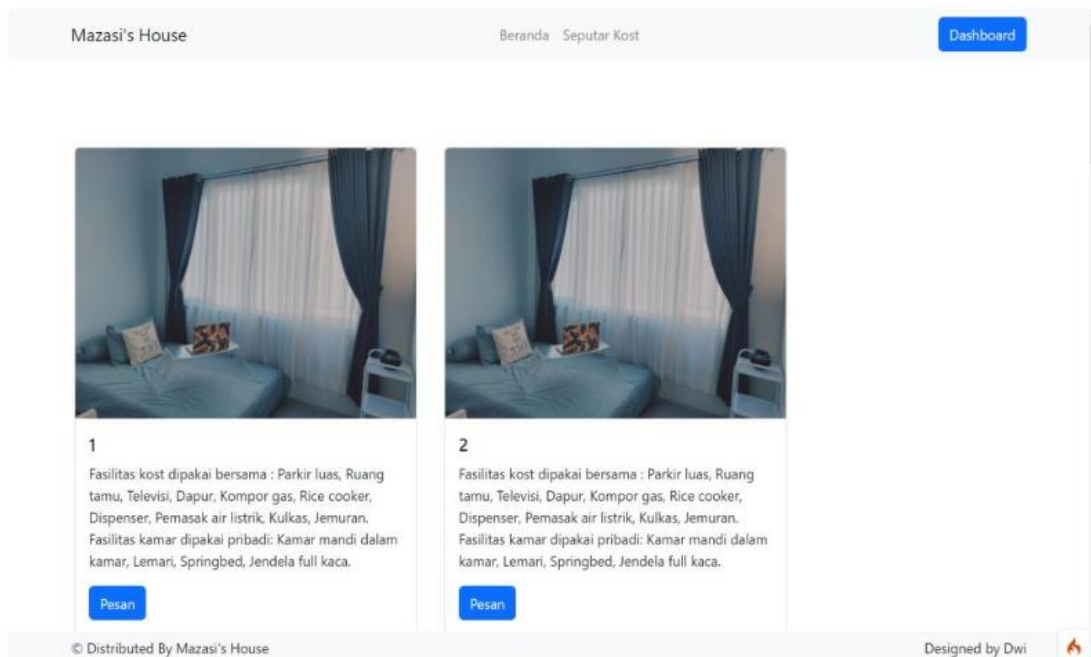 Mazasi's House
Beranda Seputar Kost
Dashboard
1
Fasilitas kost dipakai bersama : Parkir luas, Ruang
tamu, Televisi, Dapur, Kompor gas, Rice cooker,
Dispenser, Pemasak air listrik, Kulkas, Jemuran.
Fasilitas kamar dipakai pribadi: Kamar mandi dalam
kamar, Lemari, Springbed, Jendela full kaca.
Pesan
2
Fasilitas kost dipakai bersama : Parkir luas, Ruang
tamu, Televisi, Dapur, Kompor gas, Rice cooker,
Dispenser, Pemasak air listrik, Kulkas, Jemuran.
Fasilitas kamar dipakai pribadi: Kamar mandi dalam
kamar, Lemari, Springbed, Jendela full kaca.
Pesan
© Distributed By Mazasi's House
Designed by Dwi